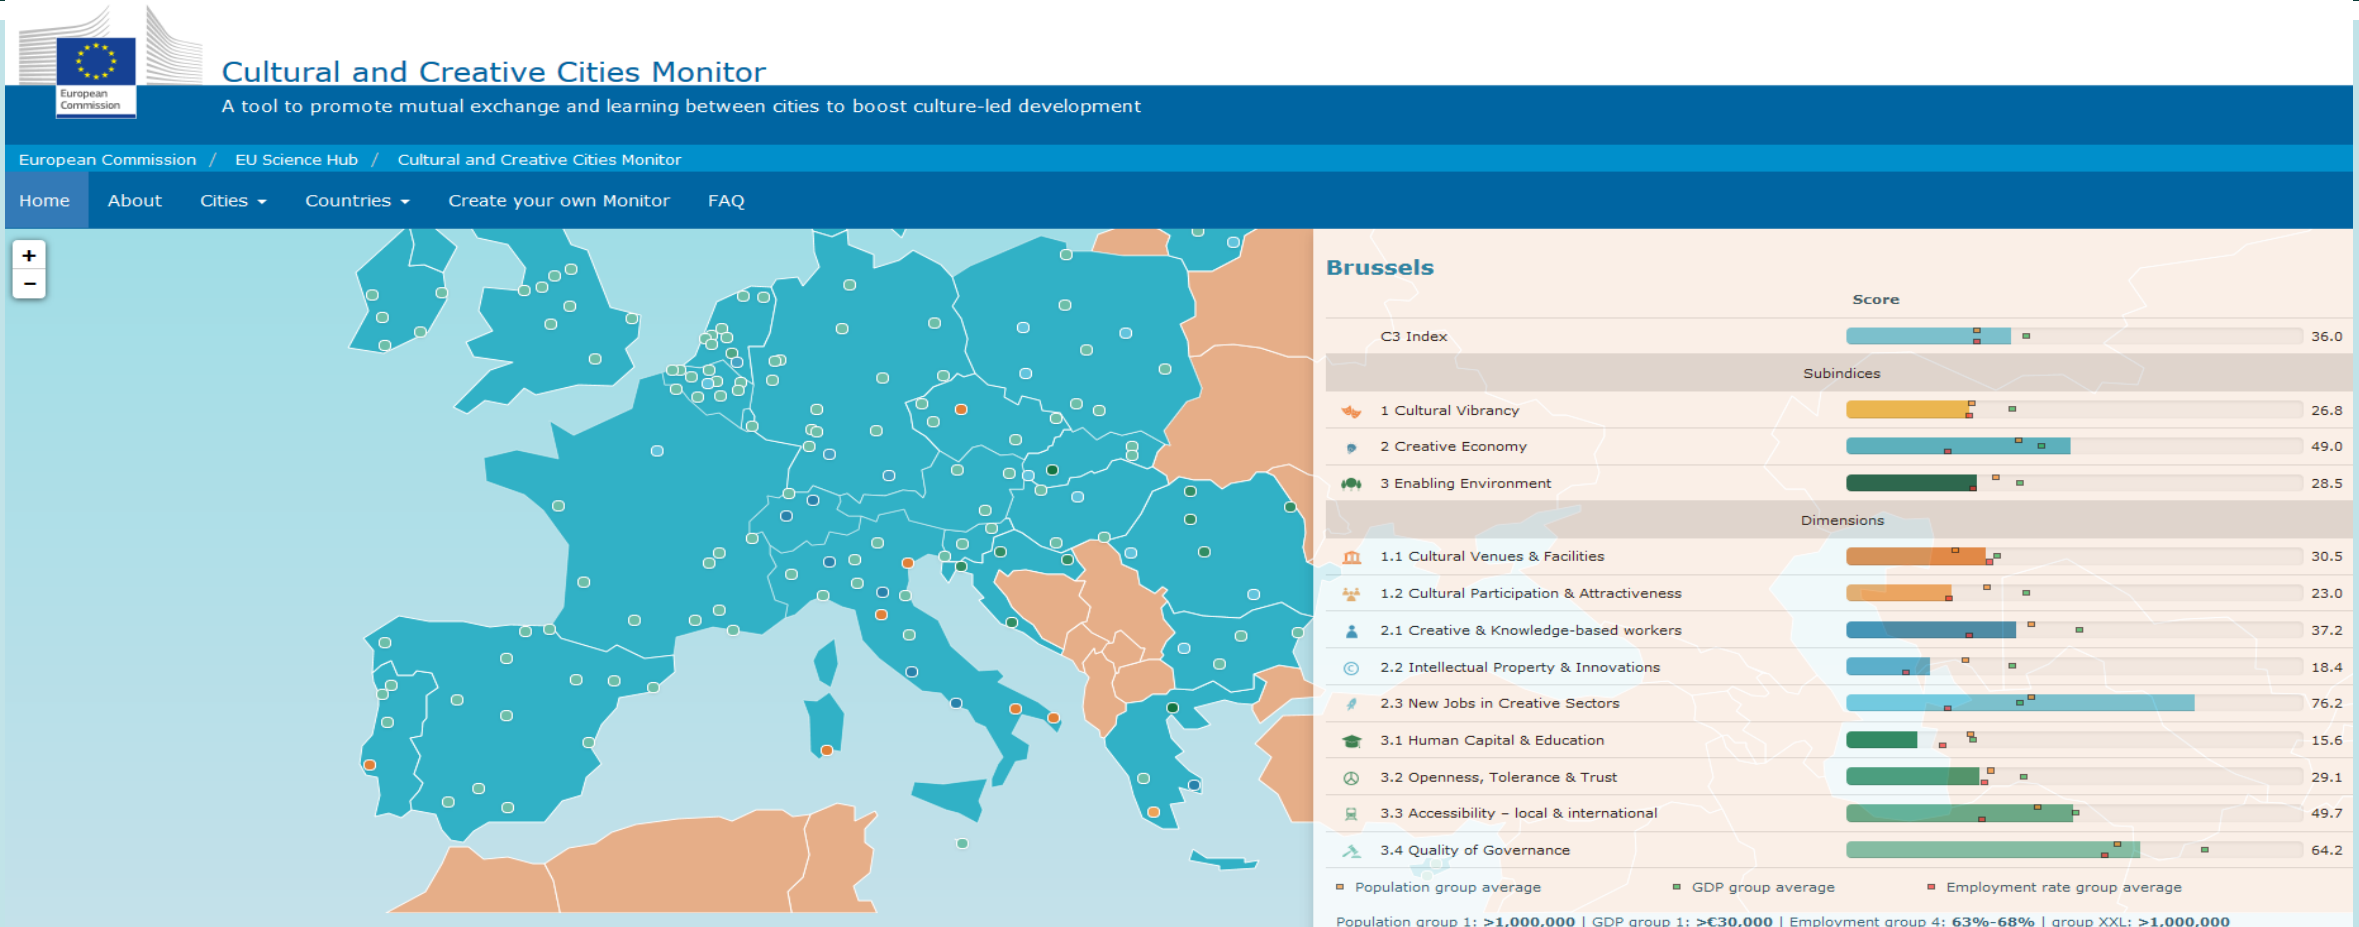 European
Commission
Cultural and Creative Cities Monitor
A tool to promote mutual exchange and learning between cities to boost culture-led development
European Commission / EU Science Hub / Cultural and Creative Cities Monitor
Home About Cities Countries Create your own Monitor FAQ
+
−
Brussels
Score
C3 Index 36.0
Subindices
1 Cultural Vibrancy 26.8
2 Creative Economy 49.0
3 Enabling Environment 28.5
Dimensions
1.1 Cultural Venues & Facilities 30.5
1.2 Cultural Participation & Attractiveness 23.0
2.1 Creative & Knowledge-based workers 37.2
2.2 Intellectual Property & Innovations 18.4
2.3 New Jobs in Creative Sectors 76.2
3.1 Human Capital & Education 15.6
3.2 Openness, Tolerance & Trust 29.1
3.3 Accessibility – local & international 49.7
3.4 Quality of Governance 64.2
Population group average GDP group average Employment rate group average
Population group 1: >1,000,000 | GDP group 1: >€30,000 | Employment group 4: 63%-68% | group XXL: >1,000,000